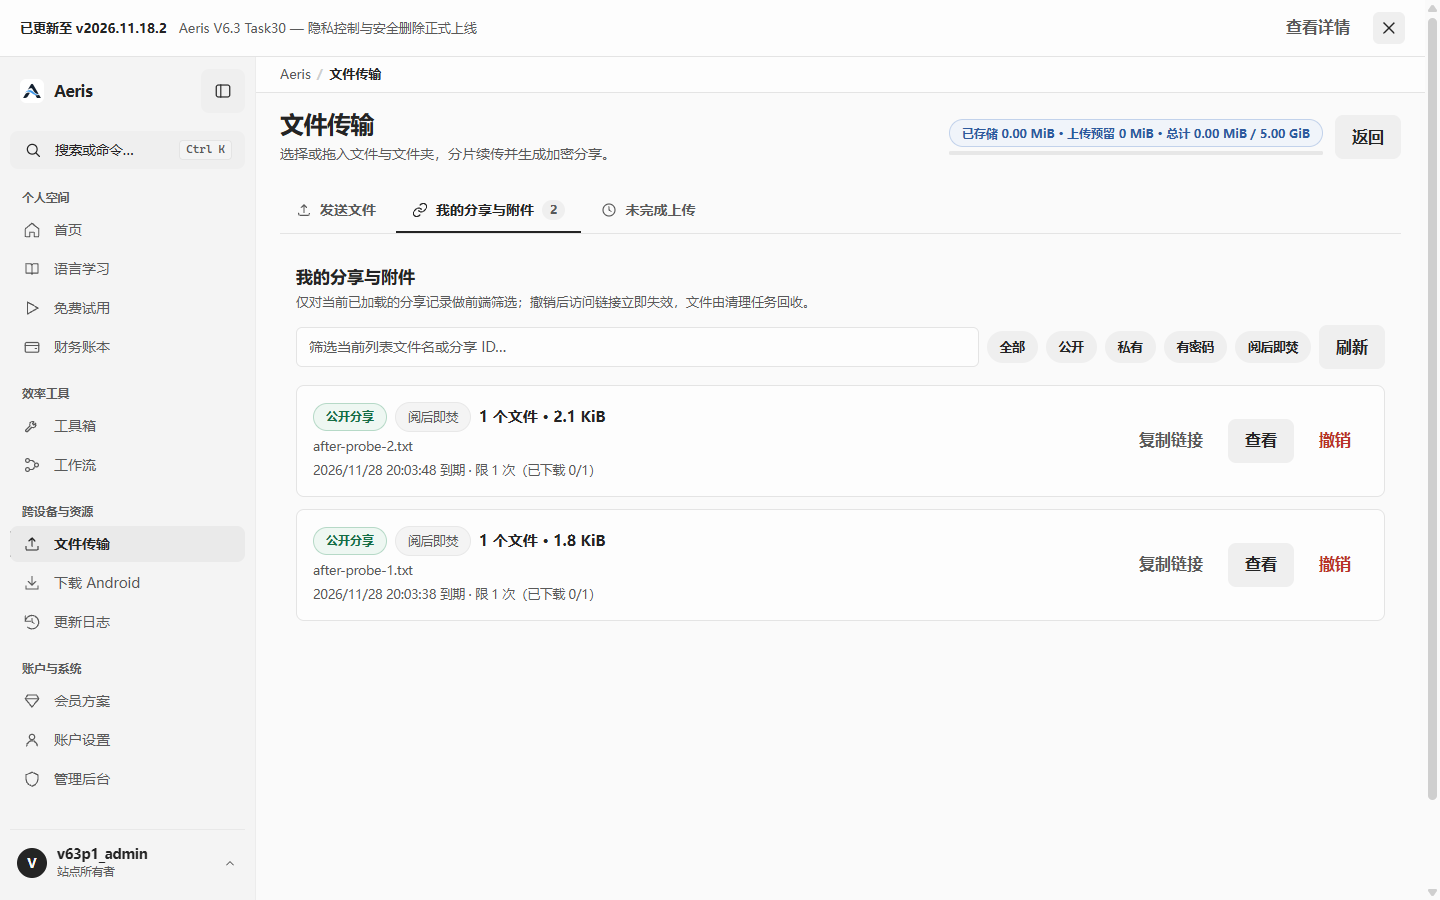 已更新至 v2026.11.18.2 Aeris V6.3 Task30 — 隐私控制与安全删除正式上线 查看详情
Aeris
搜索或命令... Ctrl K
个人空间
首页
语言学习
免费试用
财务账本
效率工具
工具箱
工作流
跨设备与资源
文件传输
下载 Android
更新日志
账户与系统
会员方案
账户设置
管理后台
V
v63p1_admin
站点所有者
Aeris / 文件传输
文件传输
选择或拖入文件与文件夹，分片续传并生成加密分享。
已存储 0.00 MiB • 上传预留 0 MiB • 总计 0.00 MiB / 5.00 GiB
返回
发送文件 我的分享与附件 2 未完成上传
我的分享与附件
仅对当前已加载的分享记录做前端筛选；撤销后访问链接立即失效，文件由清理任务回收。
筛选当前列表文件名或分享 ID... 全部 公开 私有 有密码 阅后即焚 刷新
公开分享 阅后即焚 1 个文件 • 2.1 KiB
after-probe-2.txt
2026/11/28 20:03:48 到期 · 限 1 次（已下载 0/1）
复制链接 查看 撤销
公开分享 阅后即焚 1 个文件 • 1.8 KiB
after-probe-1.txt
2026/11/28 20:03:38 到期 · 限 1 次（已下载 0/1）
复制链接 查看 撤销